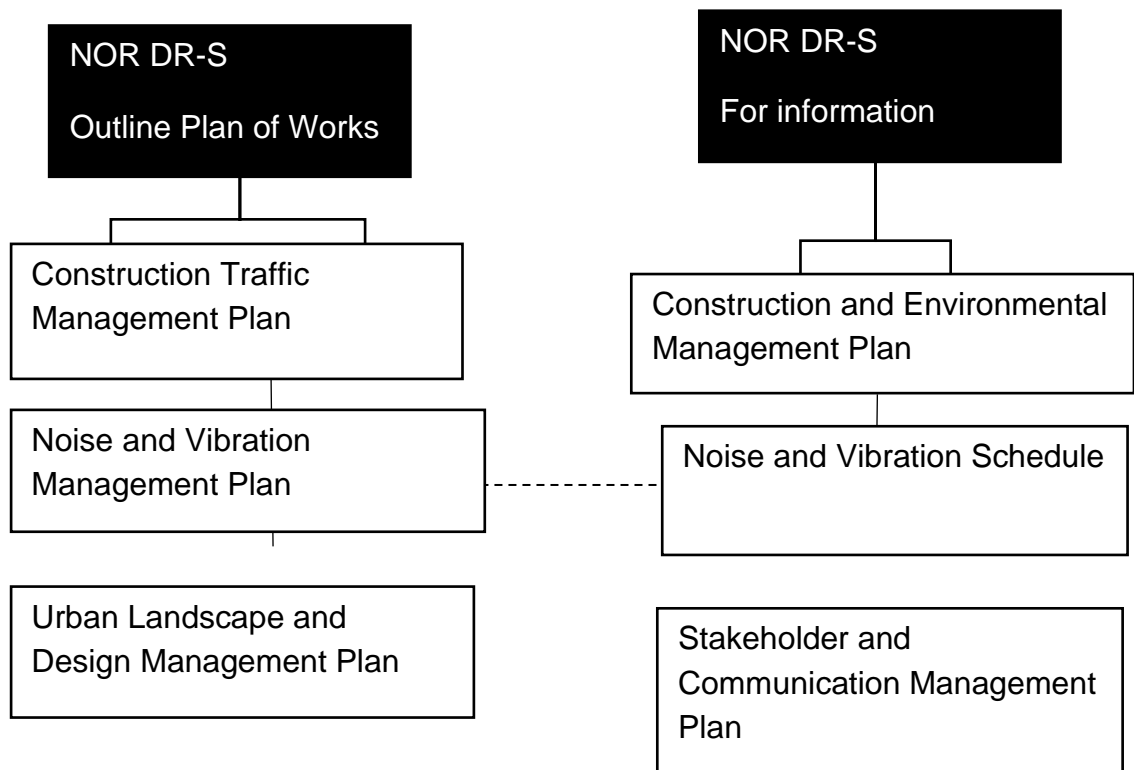 NOR DR-S
Outline Plan of Works
Construction Traffic
Management Plan
Noise and Vibration
Management Plan
Urban Landscape and
Design Management Plan
NOR DR-S
For information
Construction and Environmental
Management Plan
Noise and Vibration Schedule
Stakeholder and
Communication Management
Plan